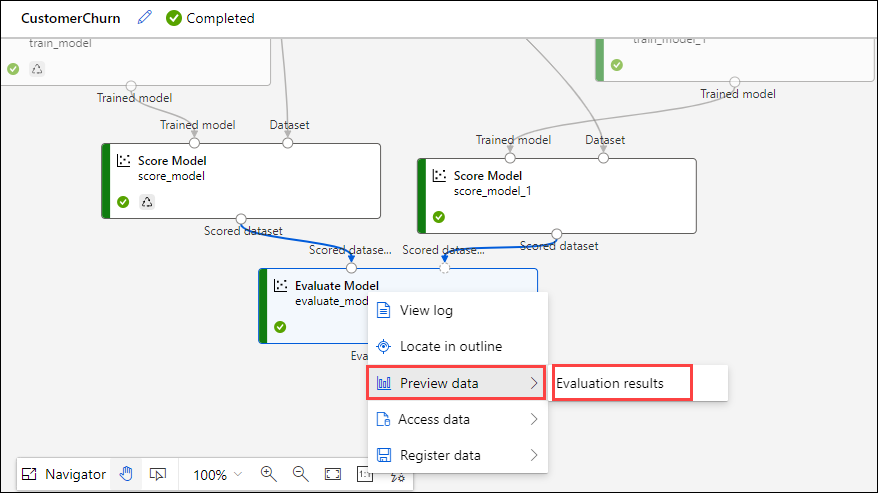 CustomerChurn
Completed
train_model
train_model_1
Trained model
Trained model
Trained model
Dataset
Trained model
Dataset
Score Model
score_model
Score Model
score_model_1
Scored dataset
Scored dataset
Scored datase...
Scored datase...
Evaluate Model
evaluate_mod
View log
Locate in outline
Eva
Preview data
Evaluation results
Access data
Register data
Navigator
100%
1:1